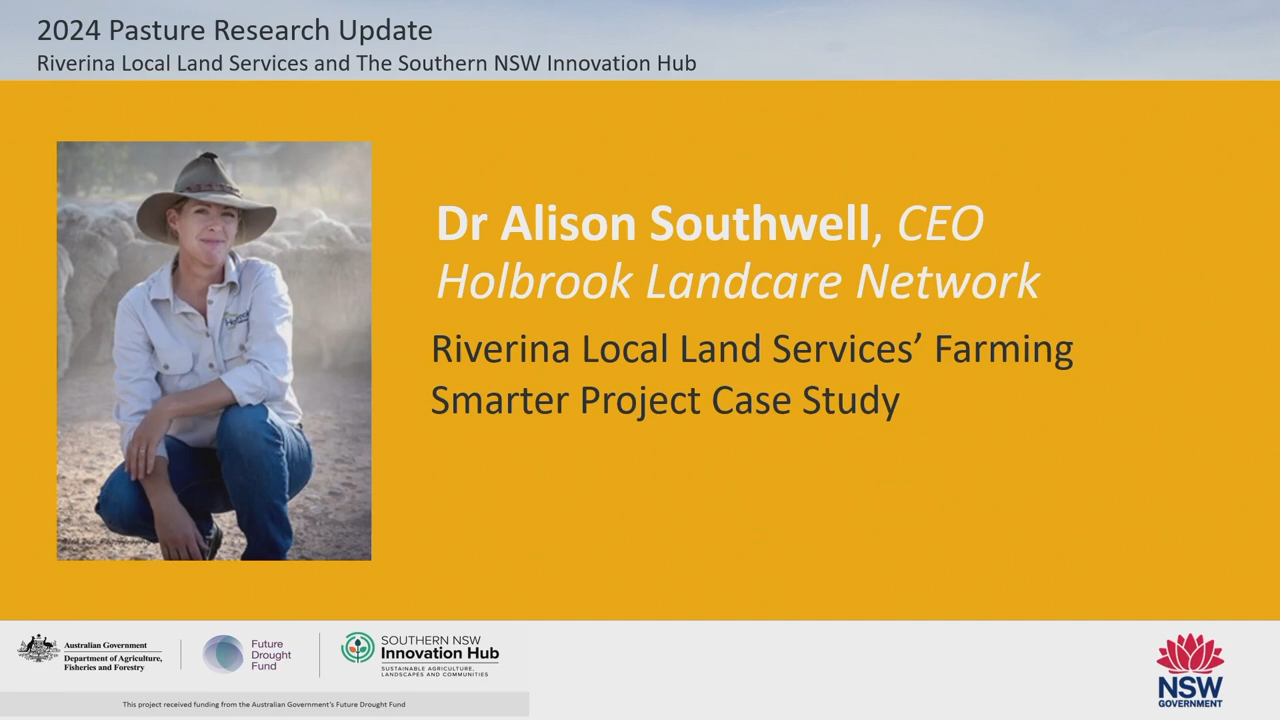 2024 Pasture Research Update
Riverina Local Land Services and The Southern NSW Innovation Hub
Dr Alison Southwell, CEO
Holbrook Landcare Network
Riverina Local Land Services’ Farming
Smarter Project Case Study
Australian Government
Department of Agriculture,
Fisheries and Forestry
Future
Drought
Fund
SOUTHERN NSW
Innovation Hub
SUSTAINABLE AGRICULTURE,
LANDSCAPES AND COMMUNITIES
This project received funding from the Australian Government’s Future Drought Fund
NSW
GOVERNMENT